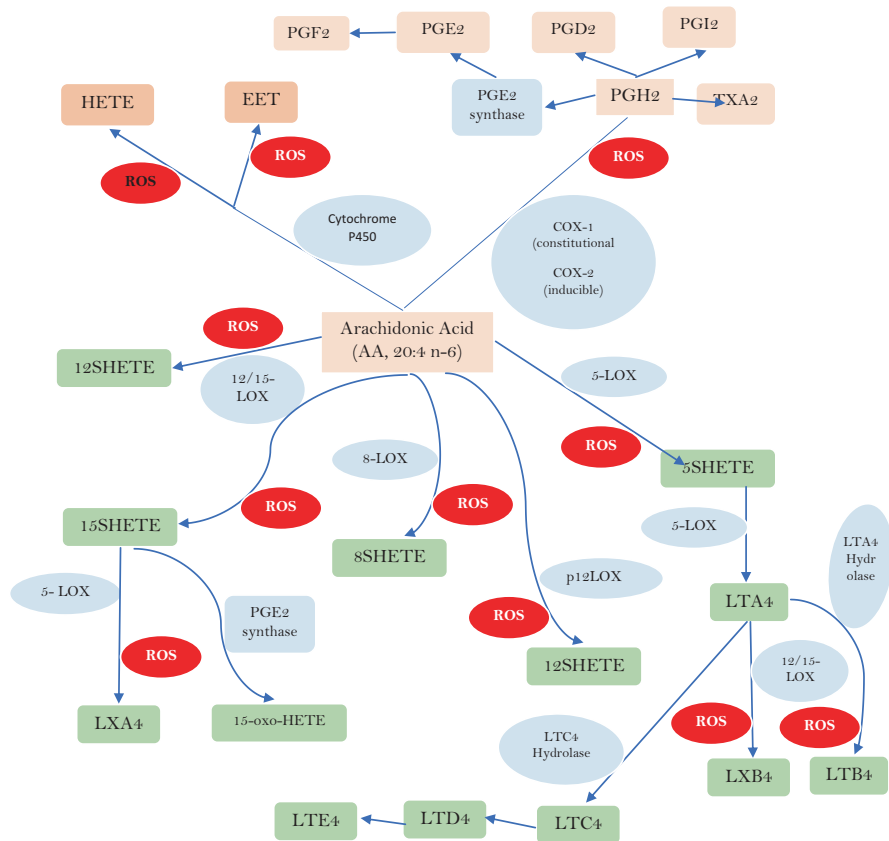 PGF2
PGE2
PGD2
PGI2
HETE
EET
PGE2
synthase
PGH2
TXA2
ROS
ROS
ROS
Cytochrome
P450
COX-1
(constitutional
COX-2
(inducible)
ROS
Arachidonic Acid
(AA, 20:4 n-6)
12SHETE
12/15-
LOX
5-LOX
ROS
8-LOX
5SHETE
ROS
ROS
15SHETE
8SHETE
5-LOX
LTA4
Hydr
olase
5- LOX
PGE2
synthase
p12LOX
LTA4
ROS
ROS
12SHETE
12/15-
LOX
LXA4
15-oxo-HETE
ROS
ROS
LTC4
Hydrolase
LXB4
LTB4
LTE4
LTD4
LTC4